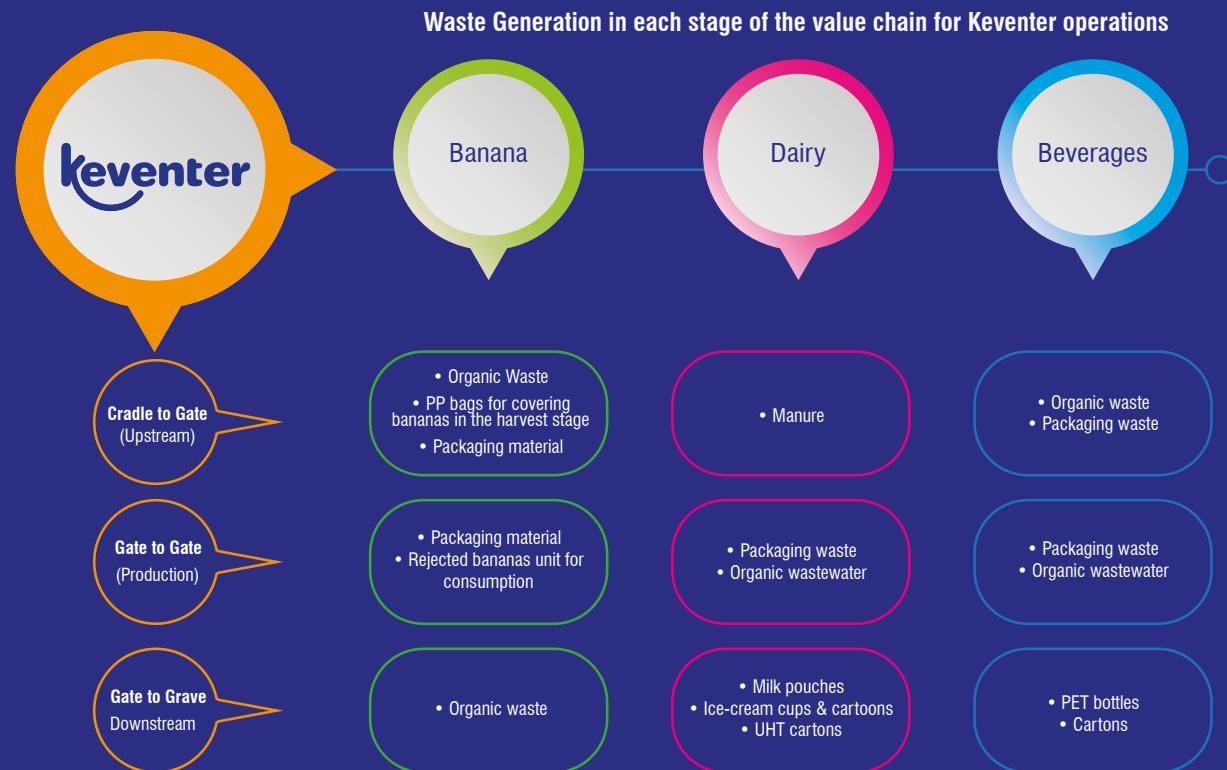 Waste Generation in each stage of the value chain for Keventer operations
keventer
Banana
Dairy
Beverages
Cradle to Gate
(Upstream)
• Organic Waste
• PP bags for covering
bananas in the harvest stage
• Packaging material
• Manure
• Organic waste
• Packaging waste
Gate to Gate
(Production)
• Packaging material
• Rejected bananas unit for
consumption
• Packaging waste
• Organic wastewater
• Packaging waste
• Organic wastewater
Gate to Grave
Downstream
• Organic waste
• Milk pouches
• Ice-cream cups & cartoons
• UHT cartons
• PET bottles
• Cartons